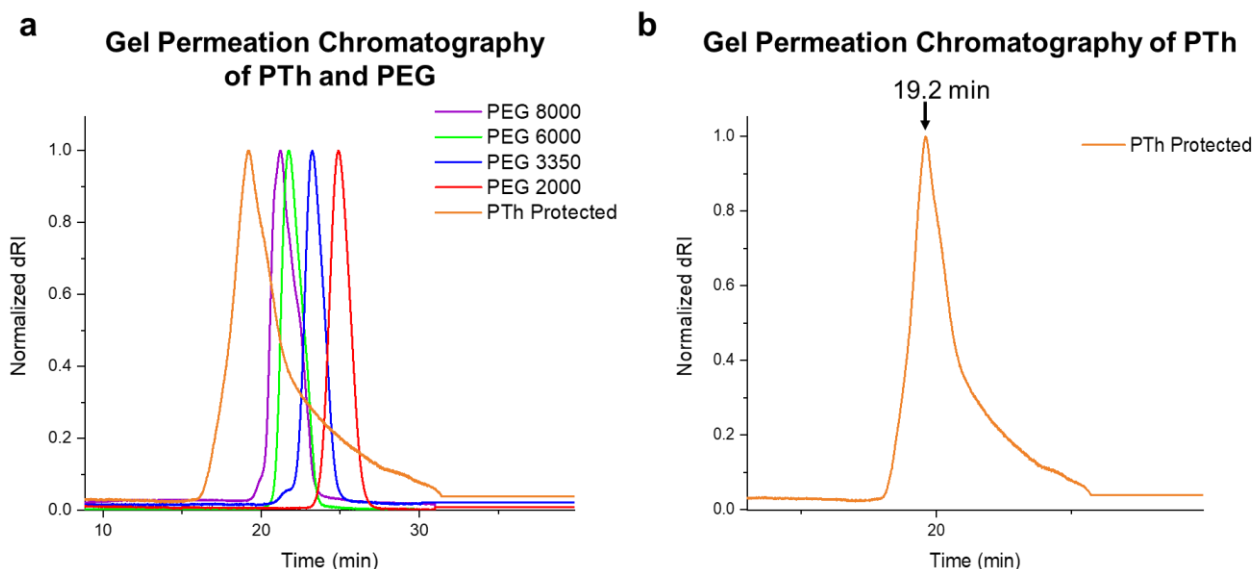 a
Gel Permeation Chromatography
of PTh and PEG
PEG 8000
PEG 6000
PEG 3350
PEG 2000
PTh Protected
1.0
0.8
0.6
0.4
0.2
0.0
Normalized dRI
10
20
30
Time (min)
b
Gel Permeation Chromatography of PTh
19.2 min
PTh Protected
1.0
0.8
0.6
0.4
0.2
0.0
Normalized dRI
20
Time (min)